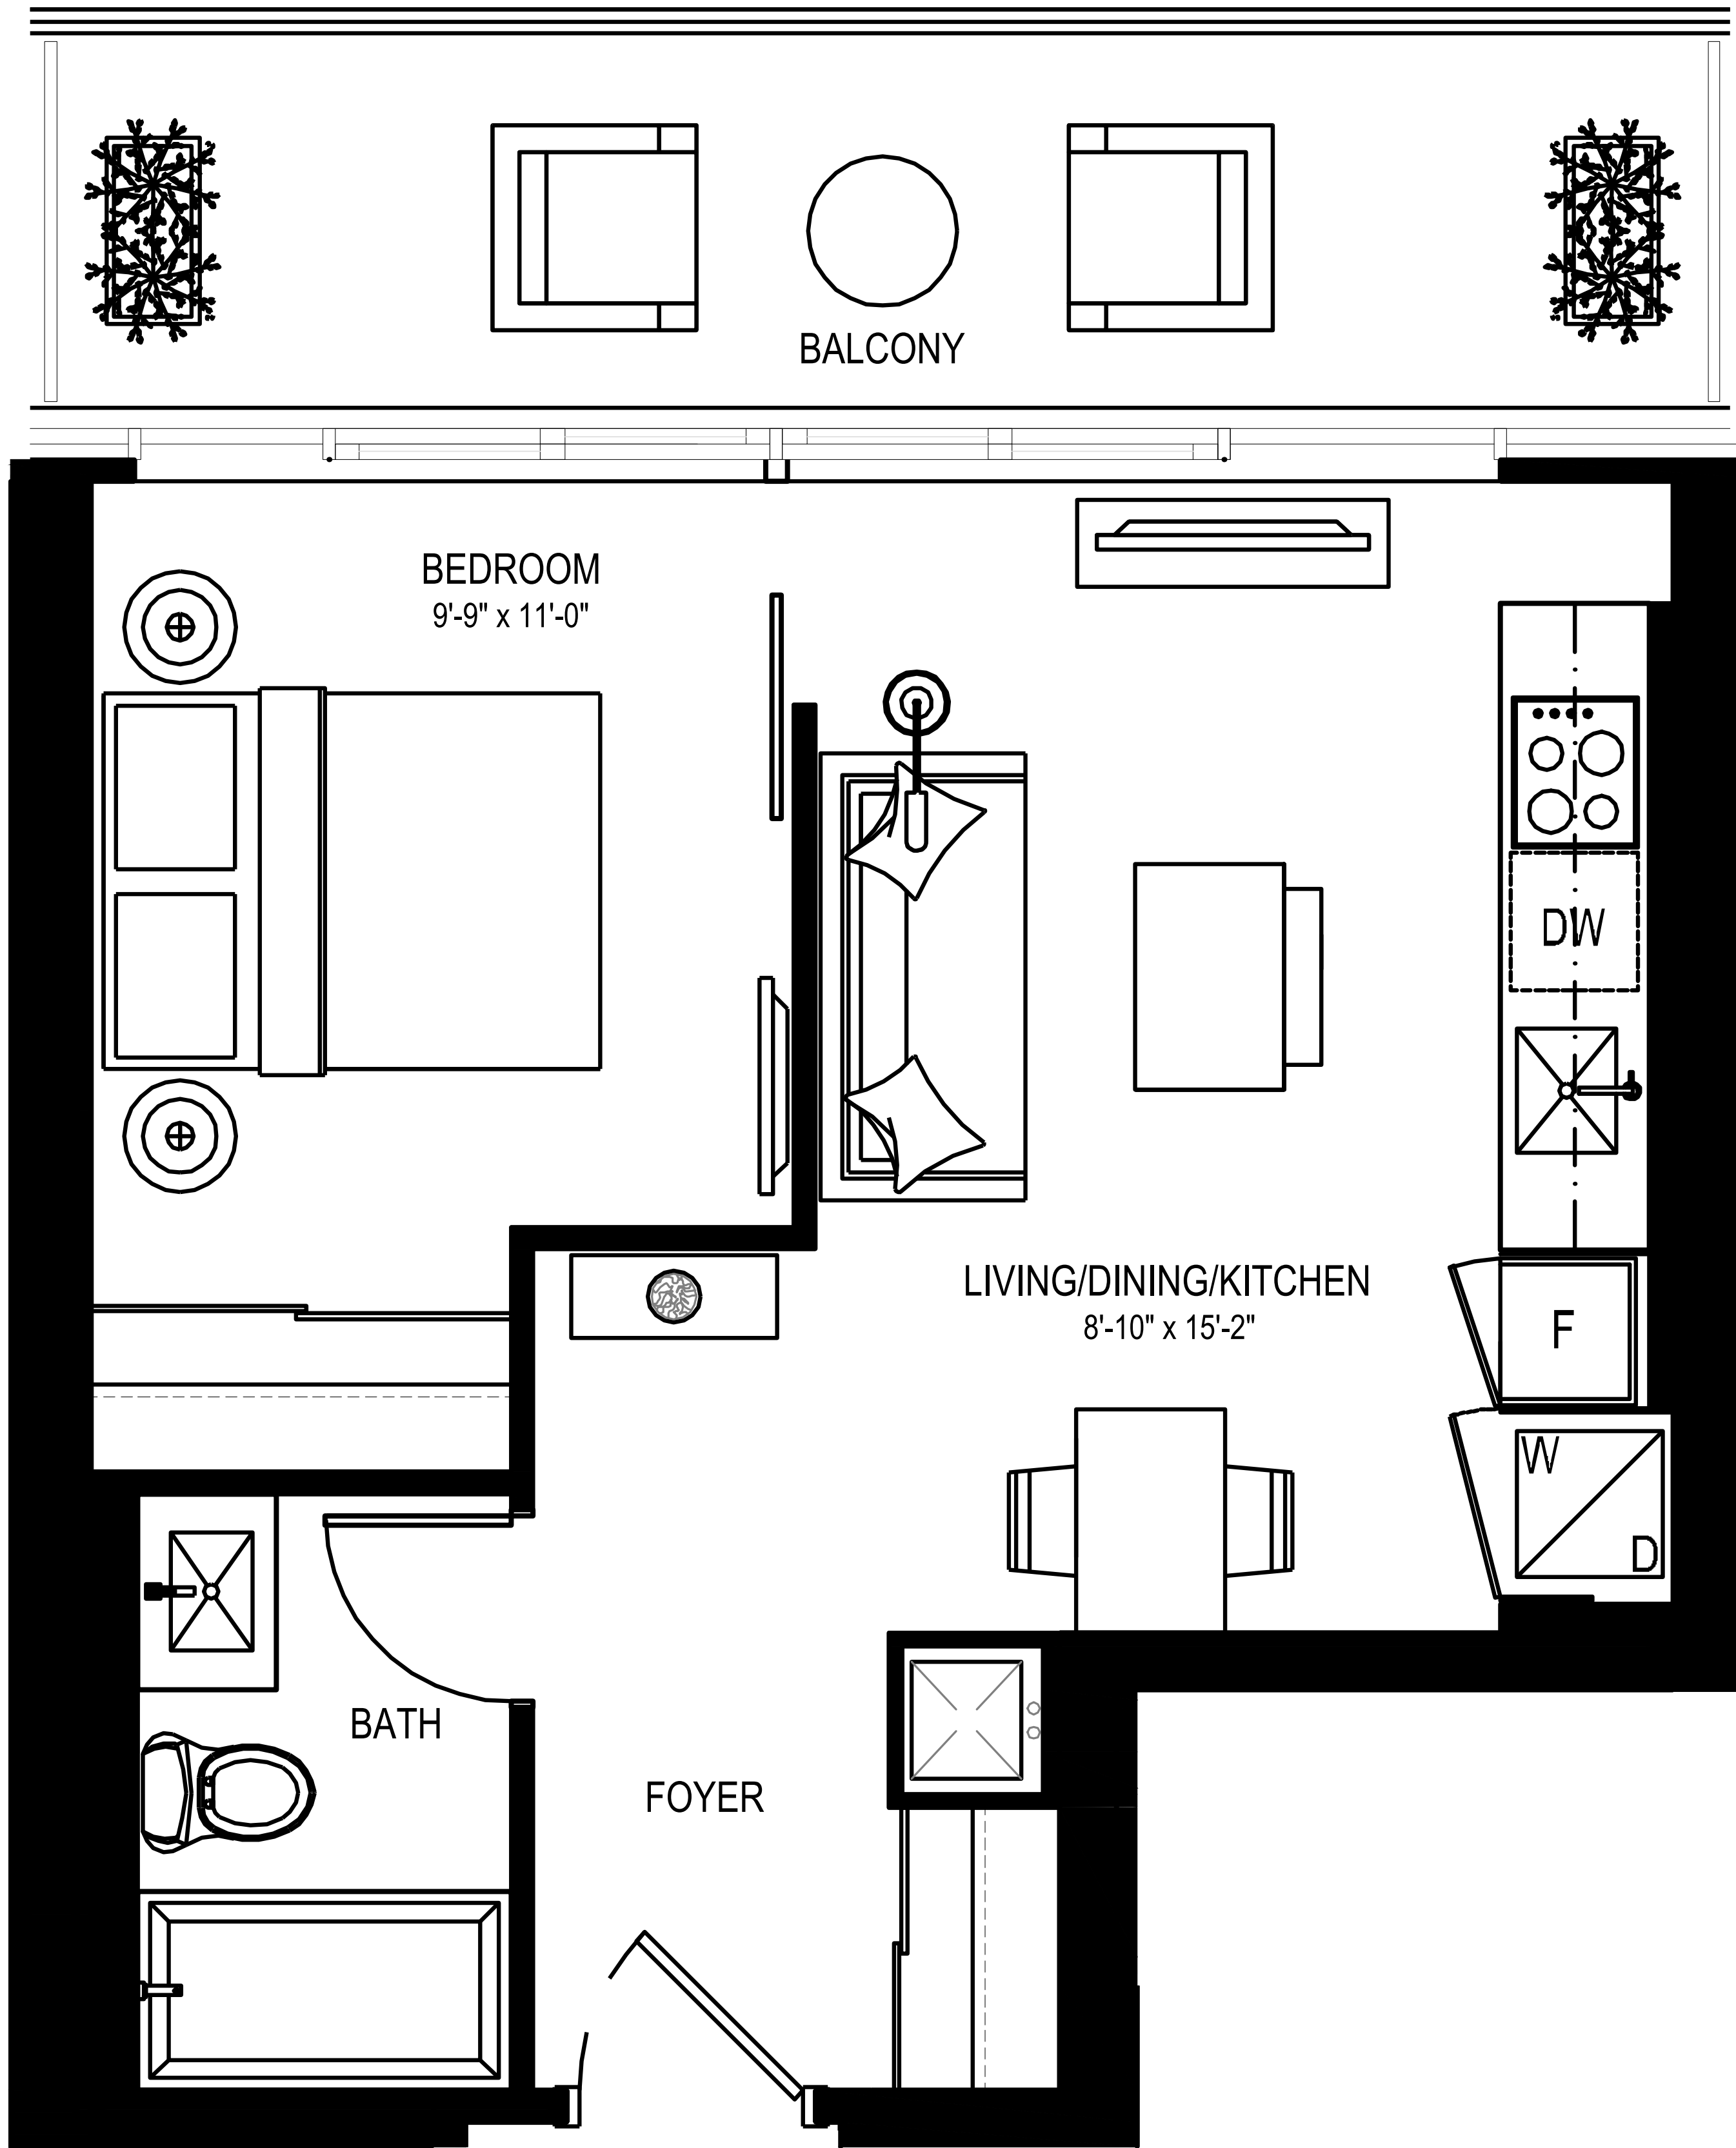 BALCONY
BEDROOM
9'-9" x 11'-0"
DW
LIVING/DINING/KITCHEN
8'-10" x 15'-2"
F
W
D
BATH
FOYER